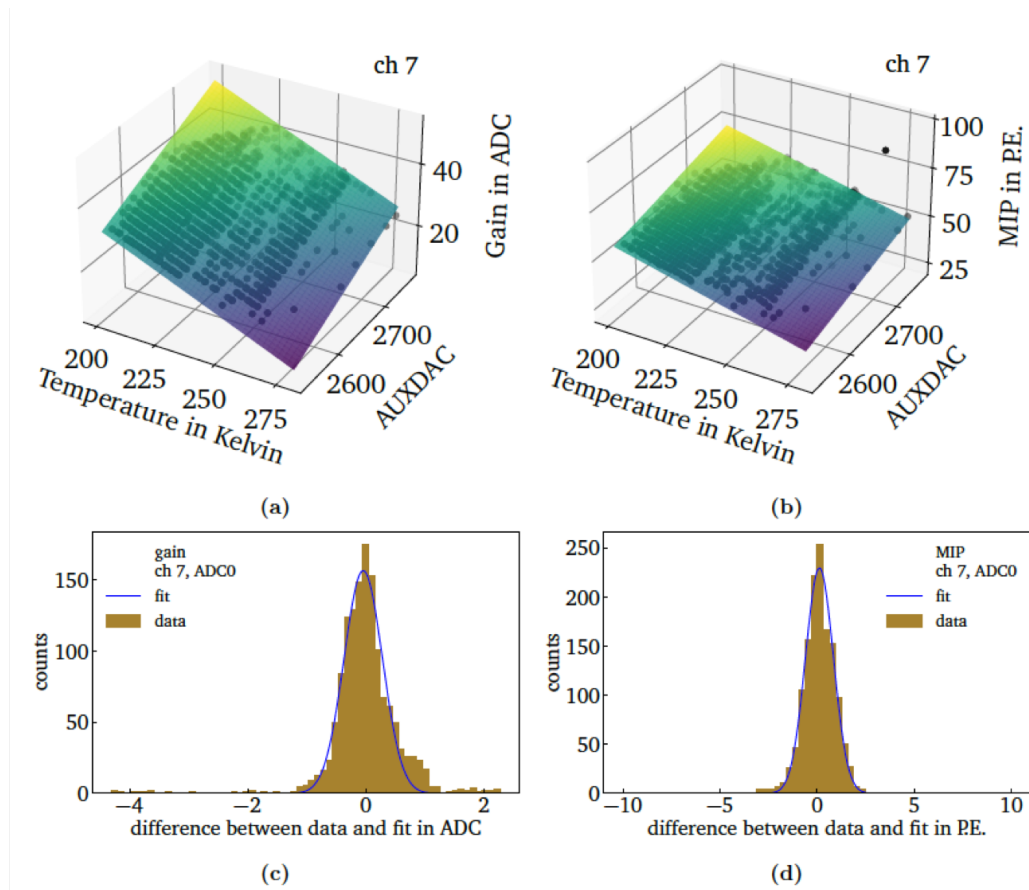 ch 7
Gain in ADC
40
20
2700
2600
AUXDAC
200
225
250
275
Temperature in Kelvin
(a)
ch 7
MIP in P.E.
100
75
50
25
2700
2600
AUXDAC
200
225
250
275
Temperature in Kelvin
(b)
gain
ch 7, ADC0
fit
data
counts
150
100
50
0
−4
−2
0
2
difference between data and fit in ADC
(c)
MIP
ch 7, ADC0
fit
data
counts
250
200
150
100
50
0
−10
−5
0
5
10
difference between data and fit in P.E.
(d)